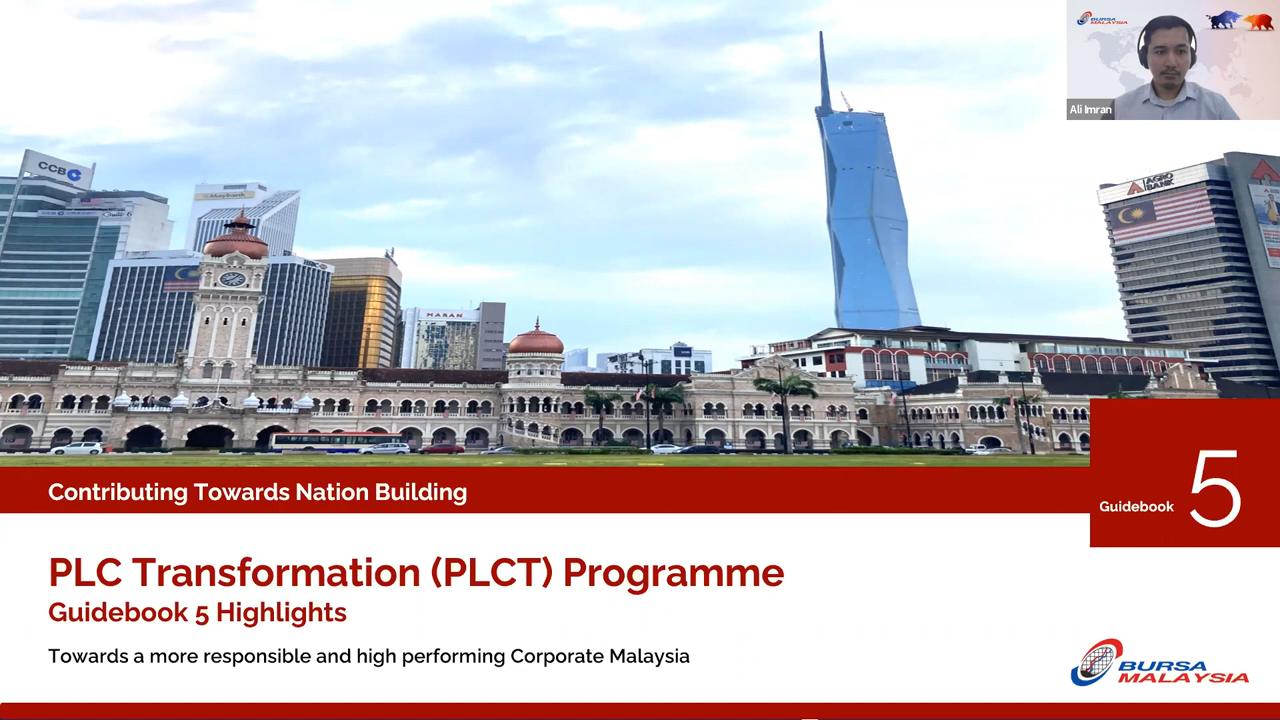 BURSA
MALAYSIA
Ali Imran
CCB
Maybank
AGRO
BANK
Contributing Towards Nation Building
Guidebook 5
PLC Transformation (PLCT) Programme
Guidebook 5 Highlights
Towards a more responsible and high performing Corporate Malaysia
BURSA
MALAYSIA